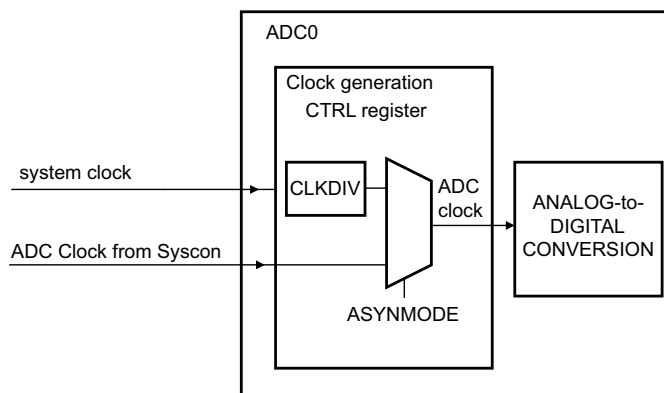 ADC0
Clock generation
CTRL register
system clock
CLKDIV
ADC
clock
ANALOG-to-
DIGITAL
CONVERSION
ADC Clock from Syscon
ASYNMODE